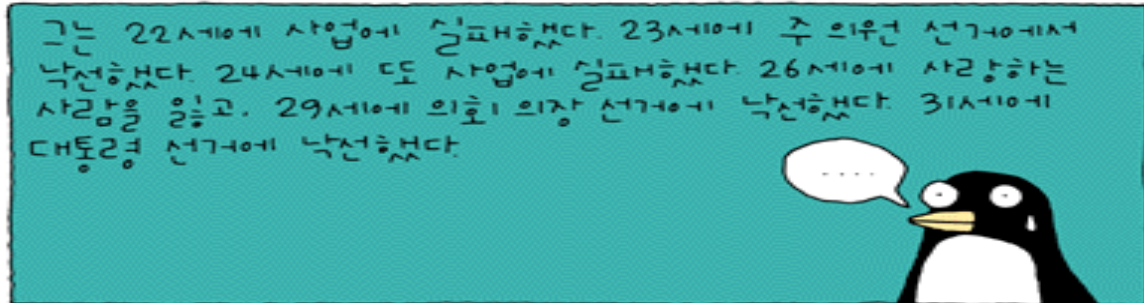 그는 22세에 사업에 실패했다. 23세에 주 의원 선거에서
낙선했다. 24세에 또 사업에 실패했다. 26세에 사랑하는
사람을 잃고, 29세에 의회 의장 선거에 낙선했다. 31세에
대통령 선거에 낙선했다.
....